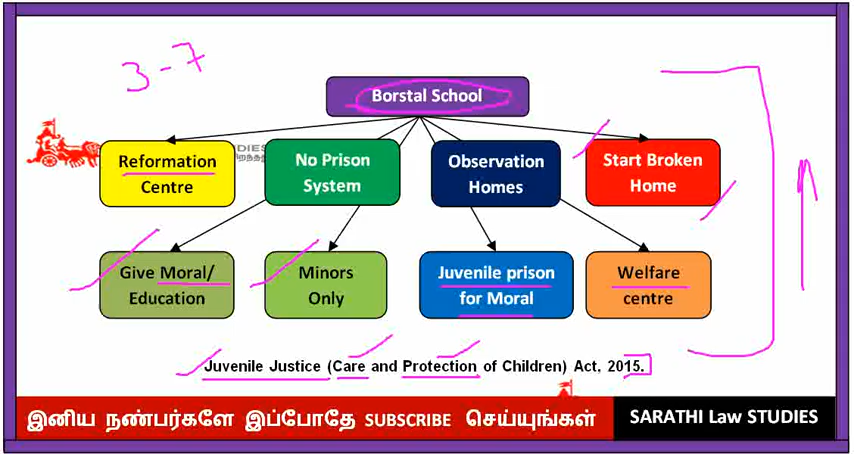 3-7
Borstal School
DIES
Reformation
Centre
No Prison
System
Observation
Homes
Start Broken
Home
Give Moral/
Education
Minors
Only
Juvenile prison
for Moral
Welfare
centre
Juvenile Justice (Care and Protection of Children) Act, 2015.
இனிய நண்பர்களே இப்போதே SUBSCRIBE செய்யுங்கள்
SARATHI Law STUDIES